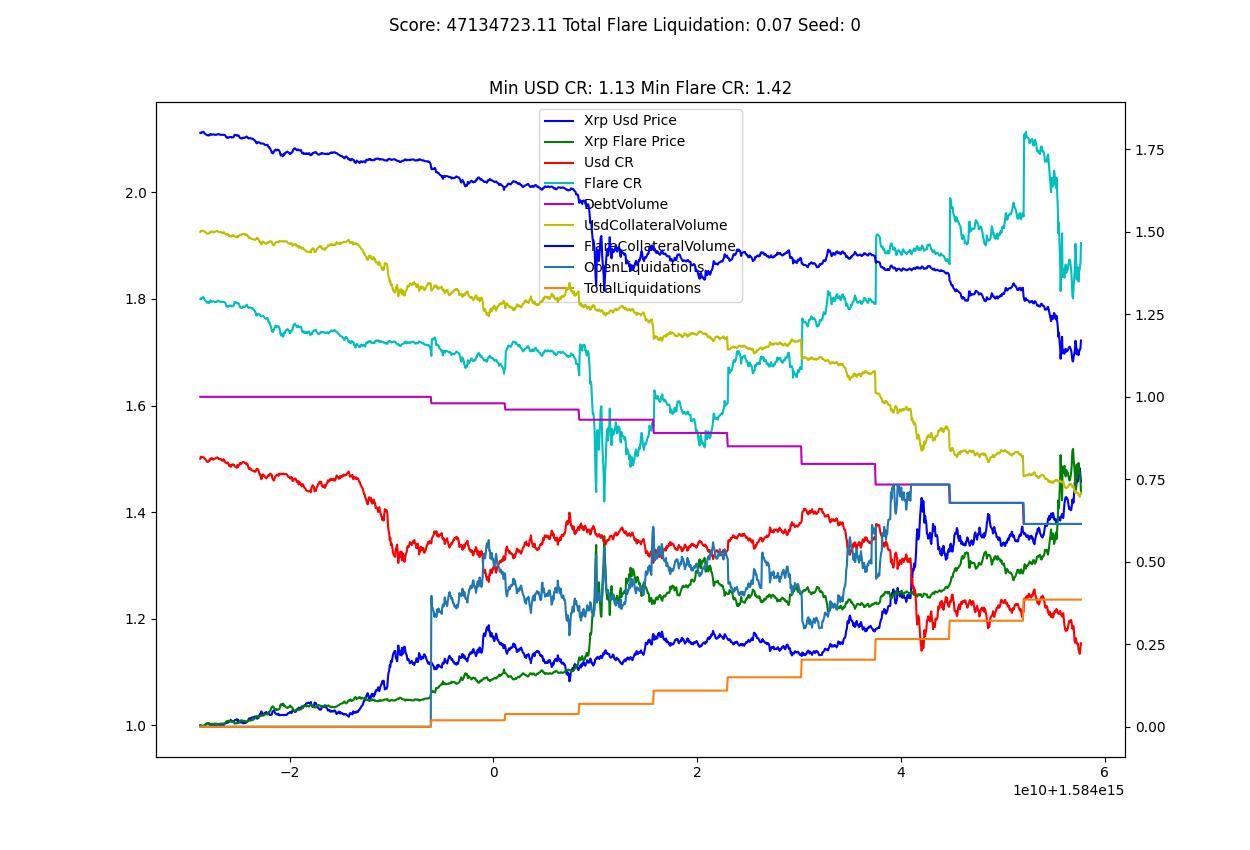 Score: 47134723.11 Total Flare Liquidation: 0.07 Seed: 0
Min USD CR: 1.13 Min Flare CR: 1.42
Xrp Usd Price
Xrp Flare Price
Usd CR
Flare CR
DebtVolume
UsdCollateralVolume
FlareCollateralVolume
OpenLiquidations
TotalLiquidations
2.0
1.8
1.6
1.4
1.2
1.0
1.75
1.50
1.25
1.00
0.75
0.50
0.25
0.00
−2 0 2 4 6
1e10+1.584e15